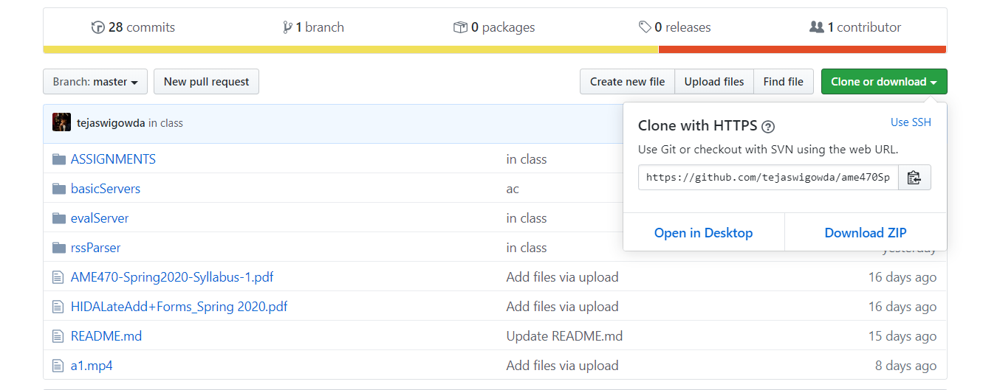 28 commits 1 branch 0 packages 0 releases 1 contributor
Branch: master New pull request Create new file Upload files Find file Clone or download
tejaswigowda in class
Clone with HTTPS ?
Use SSH
Use Git or checkout with SVN using the web URL.
https://github.com/tejaswigowda/ame470Sp
Open in Desktop Download ZIP
ASSIGNMENTS in class
basicServers ac
evalServer in class
rssParser in class yesterday
AME470-Spring2020-Syllabus-1.pdf Add files via upload 16 days ago
HIDALateAdd+Forms_Spring 2020.pdf Add files via upload 16 days ago
README.md Update README.md 15 days ago
a1.mp4 Add files via upload 8 days ago